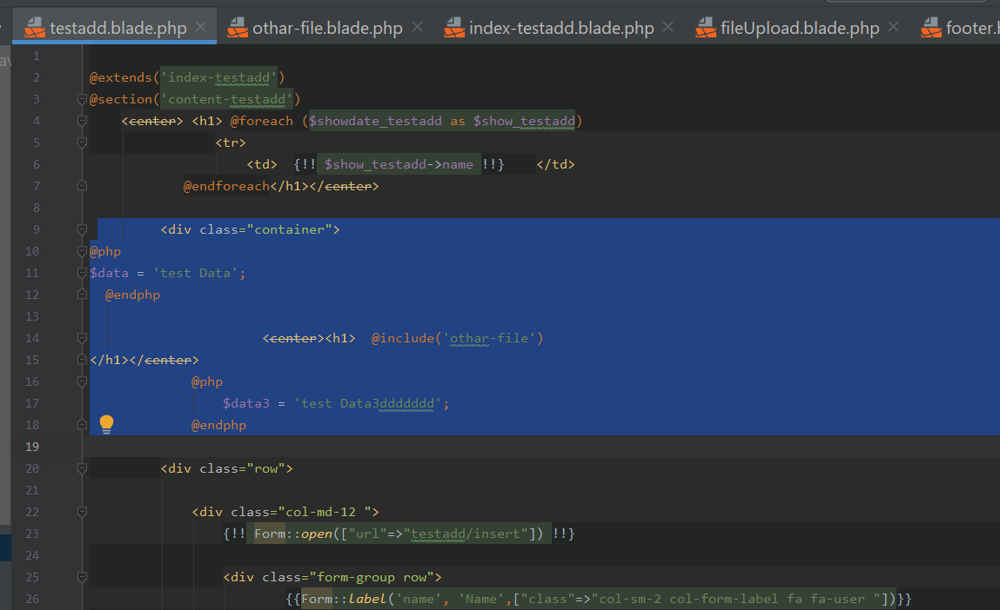 testadd.blade.php othar-file.blade.php index-testadd.blade.php fileUpload.blade.php footer.b
1
2 @extends('index-testadd')
3 @section('content-testadd')
4 <center> <h1> @foreach ($showdate_testadd as $show_testadd)
5 <tr>
6 <td> {!! $show_testadd->name !!} </td>
7 @endforeach</h1></center>
8
9 <div class="container">
10 @php
11 $data = 'test Data';
12 @endphp
13
14 <center><h1> @include('othar-file')
15 </h1></center>
16 @php
17 $data3 = 'test Data3ddddddd';
18 @endphp
19
20 <div class="row">
21
22 <div class="col-md-12 ">
23 {!! Form::open(["url"=>"testadd/insert"]) !!}
24
25 <div class="form-group row">
26 {{Form::label('name', 'Name',["class"=>"col-sm-2 col-form-label fa fa-user "])}}